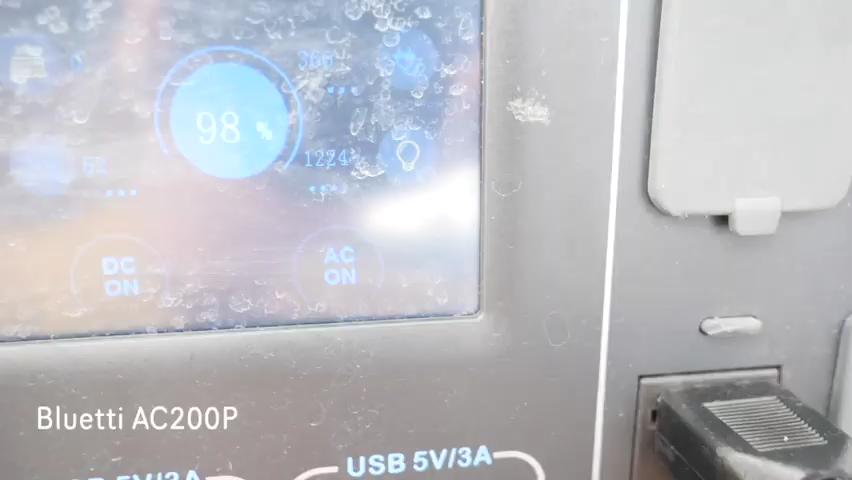 98 %
1224
DC
ON
AC
ON
Bluetti AC200P
5V/3A
USB 5V/3A